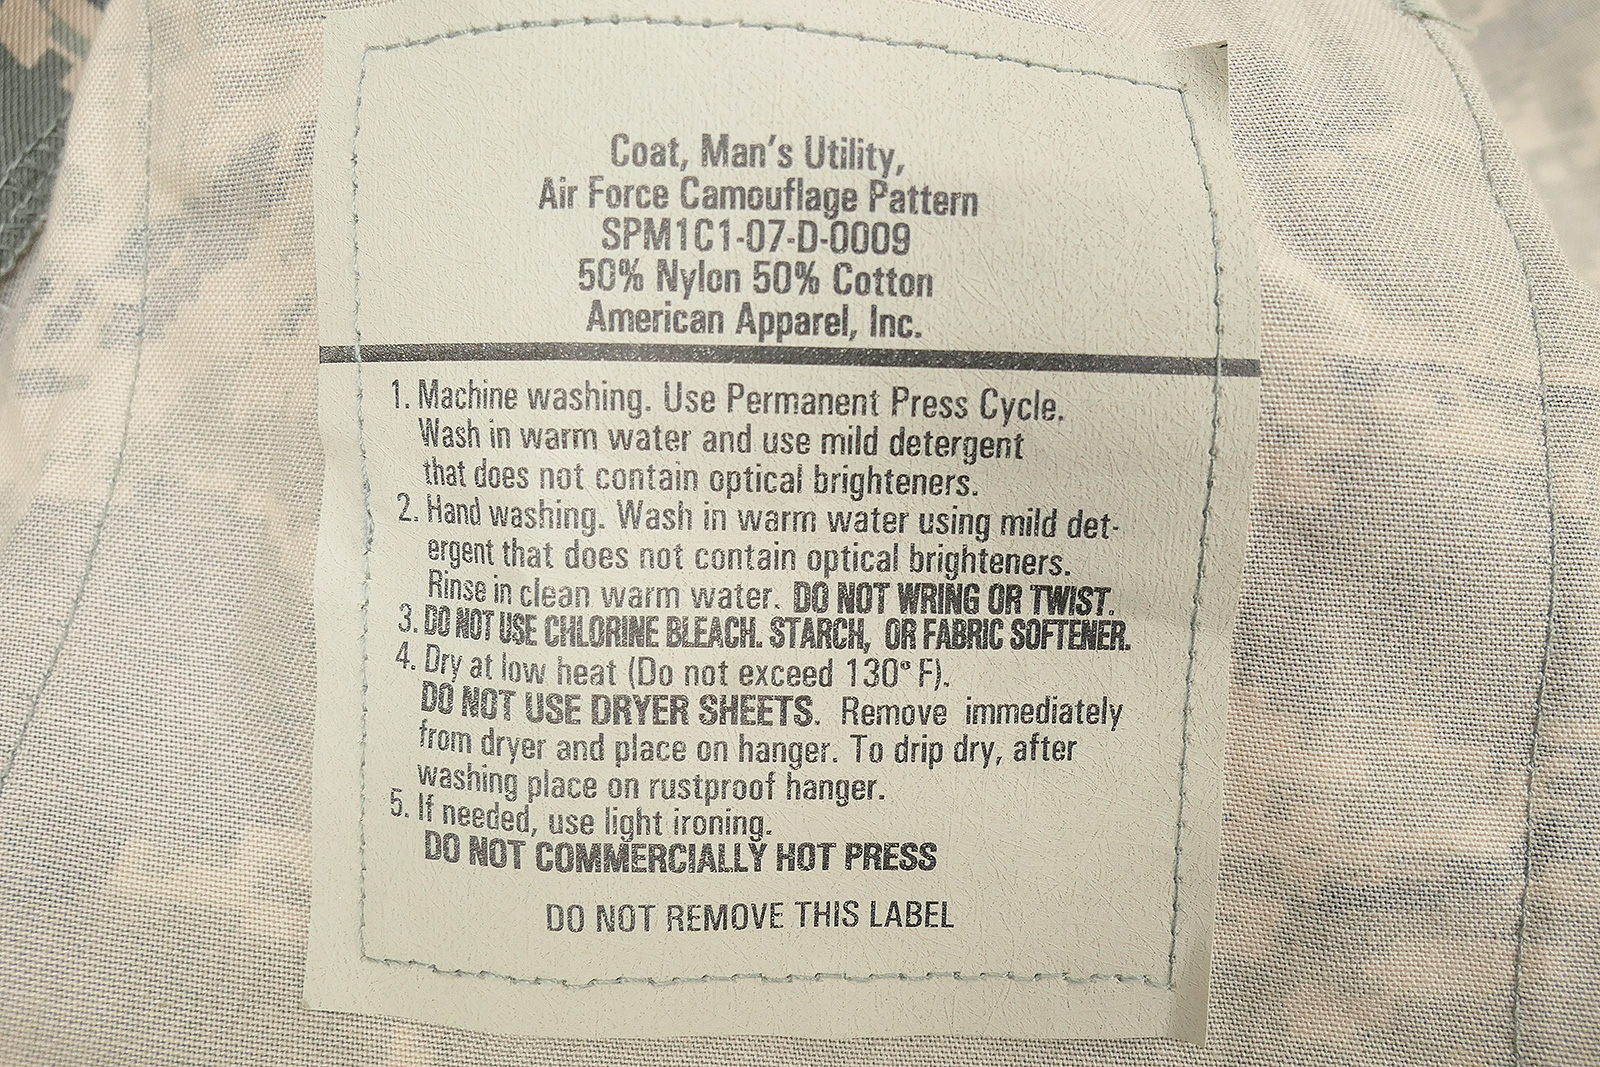 Coat, Man's Utility,
Air Force Camouflage Pattern
SPM1C1-07-D-0009
50% Nylon 50% Cotton
American Apparel, Inc.
1. Machine washing. Use Permanent Press Cycle.
Wash in warm water and use mild detergent
that does not contain optical brighteners.
2. Hand washing. Wash in warm water using mild det-
ergent that does not contain optical brighteners.
Rinse in clean warm water. DO NOT WRING OR TWIST.
3. DO NOT USE CHLORINE BLEACH. STARCH, OR FABRIC SOFTENER.
4. Dry at low heat (Do not exceed 130° F).
DO NOT USE DRYER SHEETS. Remove immediately
from dryer and place on hanger. To drip dry, after
washing place on rustproof hanger.
5. If needed, use light ironing.
DO NOT COMMERCIALLY HOT PRESS
DO NOT REMOVE THIS LABEL